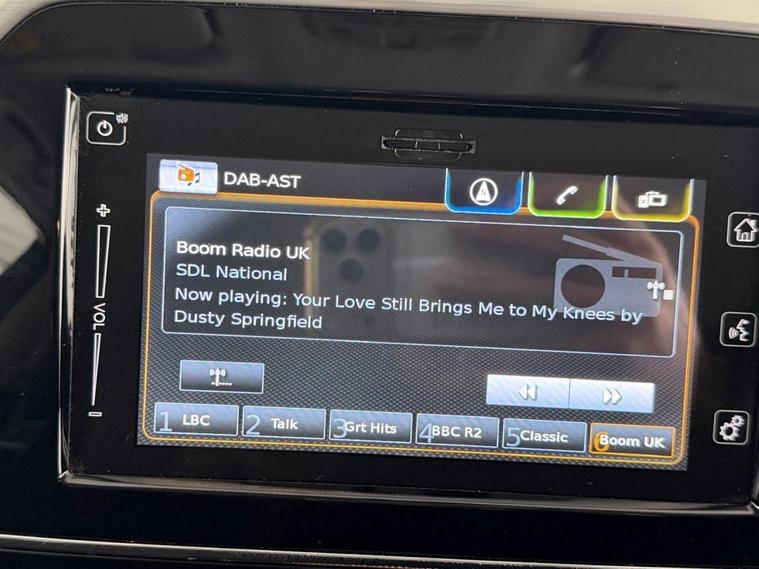 DAB-AST
Boom Radio UK
SDL National
Now playing: Your Love Still Brings Me to My Knees by
Dusty Springfield
+
VOL
-
1 LBC
2 Talk
3 Grt Hits
4 BBC R2
5 Classic
6 Boom UK